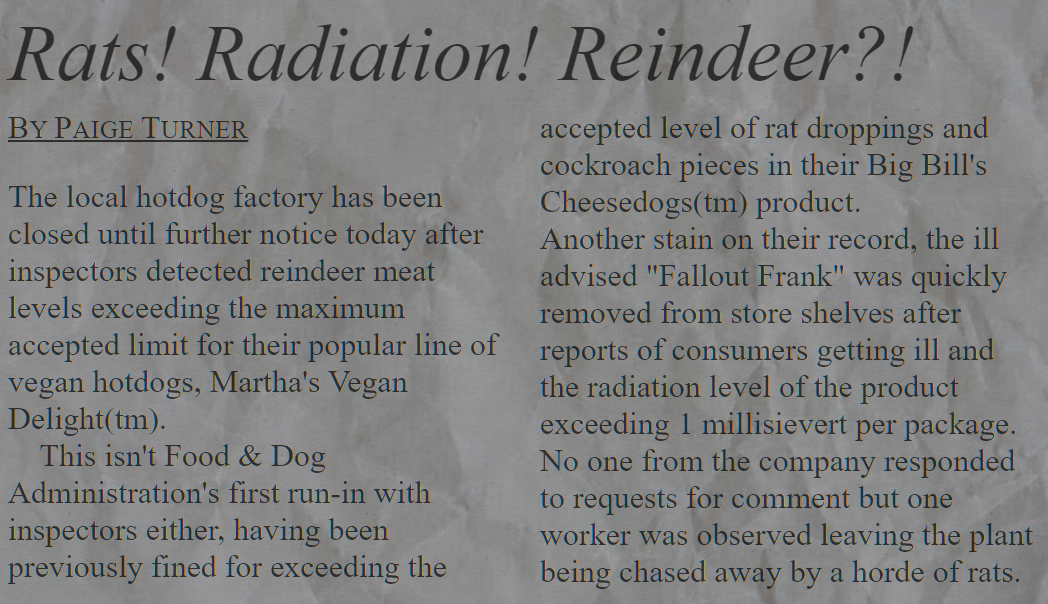 Rats! Radiation! Reindeer?!
BY PAIGE TURNER
The local hotdog factory has been
closed until further notice today after
inspectors detected reindeer meat
levels exceeding the maximum
accepted limit for their popular line of
vegan hotdogs, Martha's Vegan
Delight(tm).
This isn't Food & Dog
Administration's first run-in with
inspectors either, having been
previously fined for exceeding the
accepted level of rat droppings and
cockroach pieces in their Big Bill's
Cheesedogs(tm) product.
Another stain on their record, the ill
advised "Fallout Frank" was quickly
removed from store shelves after
reports of consumers getting ill and
the radiation level of the product
exceeding 1 millisievert per package.
No one from the company responded
to requests for comment but one
worker was observed leaving the plant
being chased away by a horde of rats.